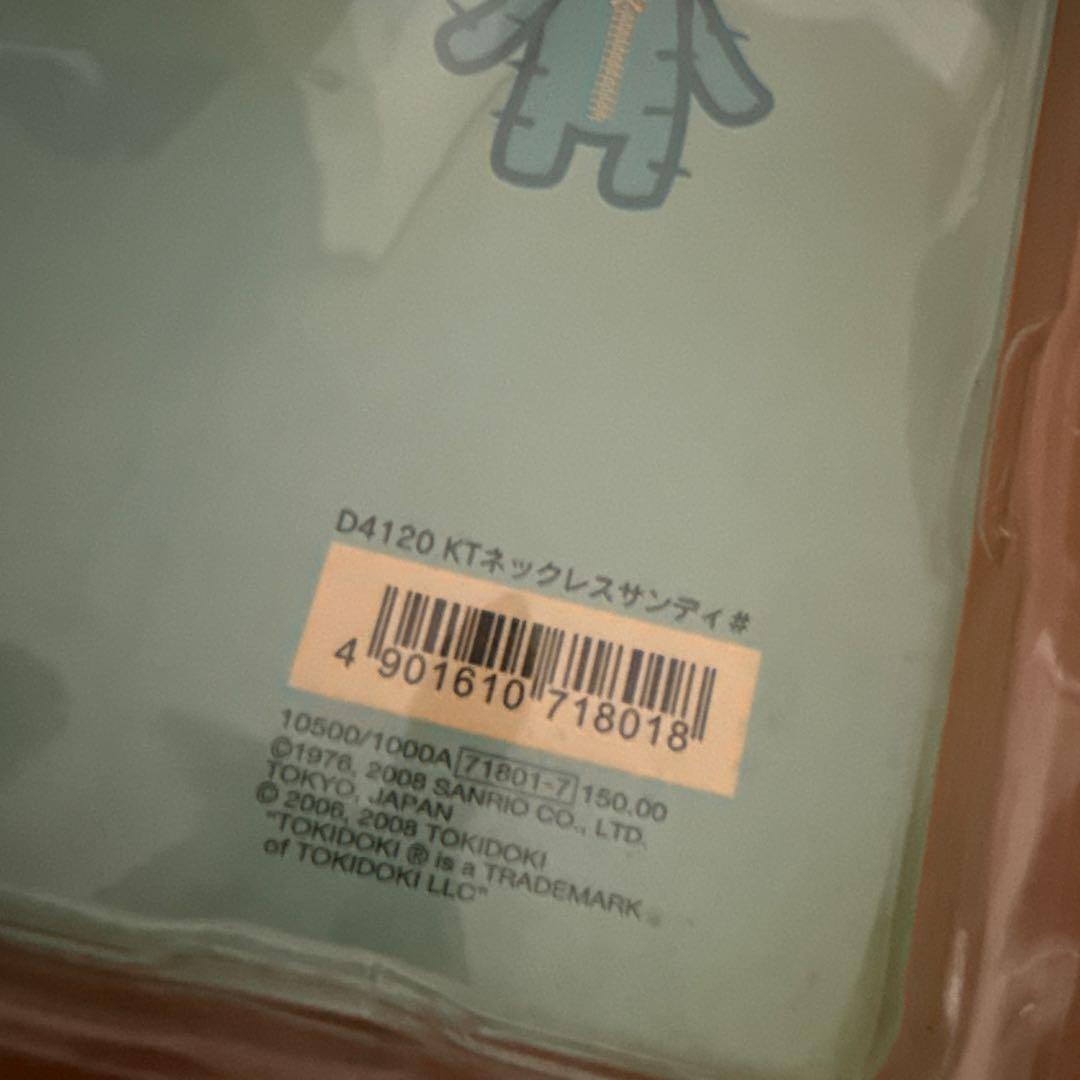 D4120 KTネックレスサンディ#
4 901610 718018
10500/1000A 71801-7 150.00
©1976, 2008 SANRIO CO., LTD.
TOKYO, JAPAN
© 2006, 2008 TOKIDOKI
"TOKIDOKI ® is a TRADEMARK
of TOKIDOKI LLC"